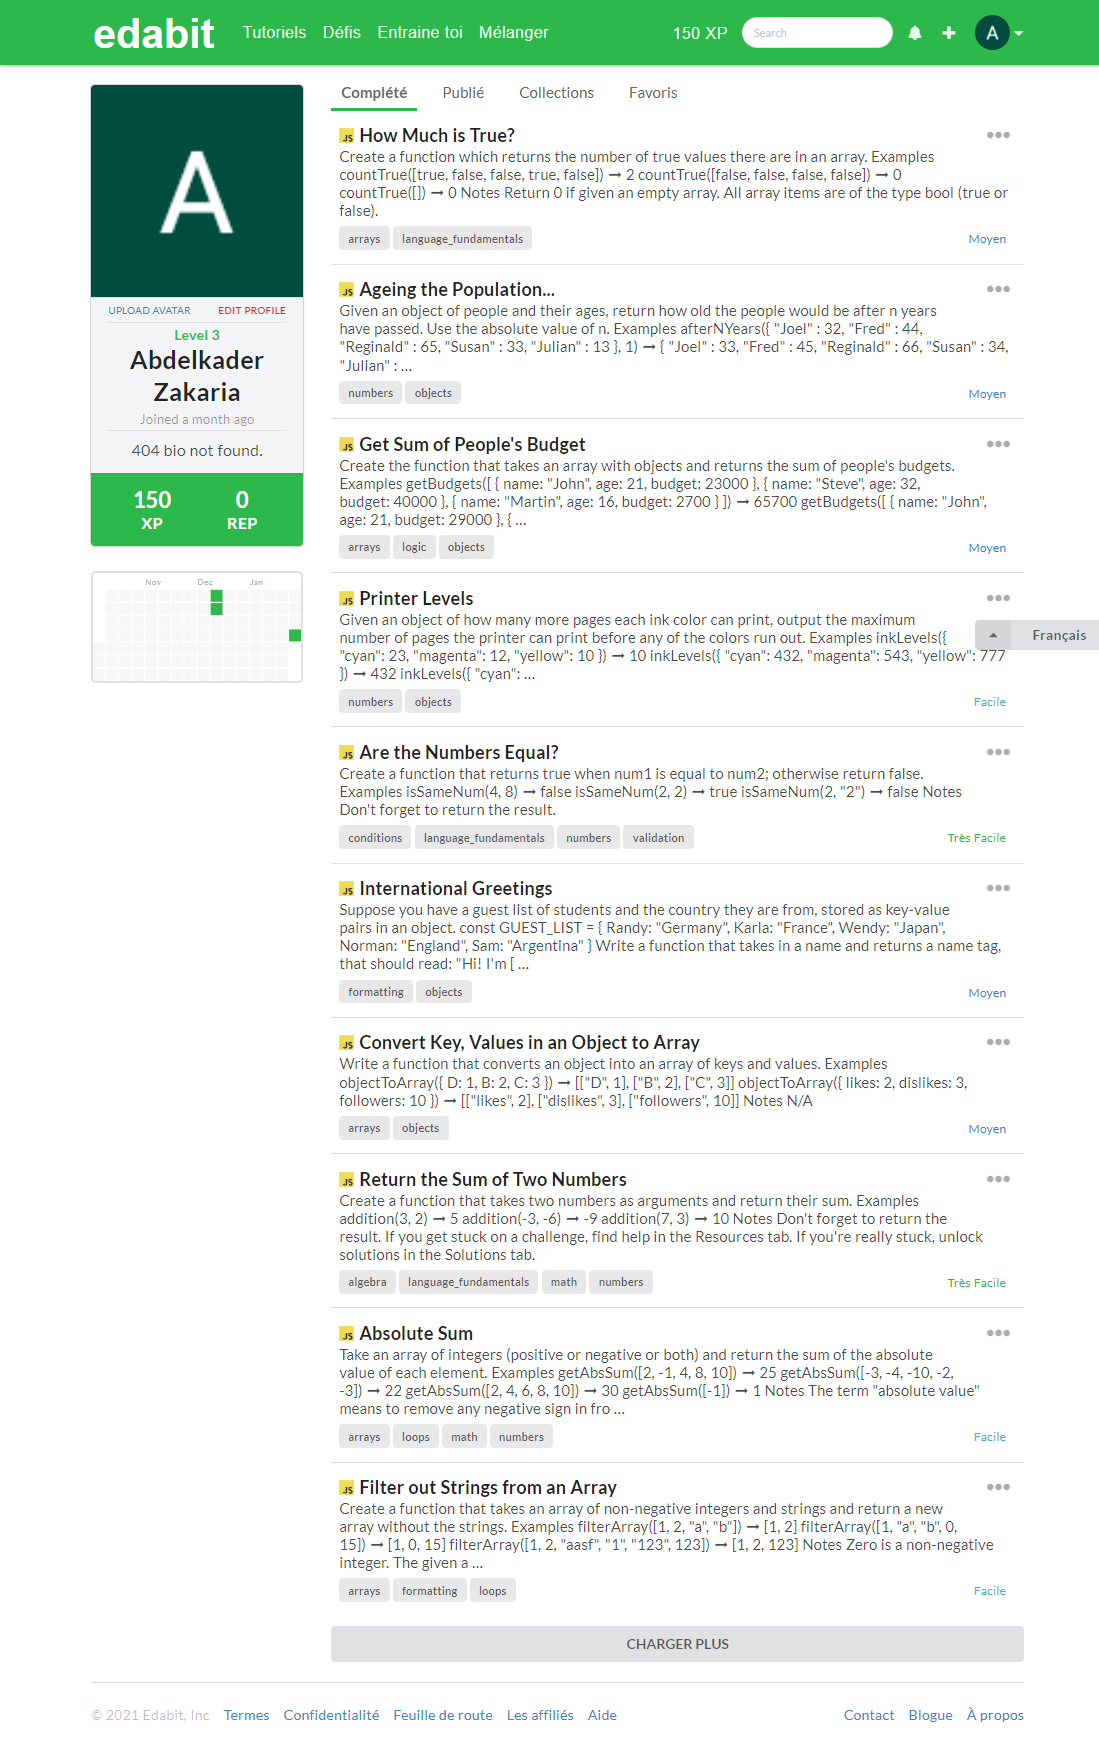 edabit
Tutoriels Défis Entraine toi Mélanger
150 XP Search A
A
UPLOAD AVATAR EDIT PROFILE
Level 3
Abdelkader
Zakaria
Joined a month ago
404 bio not found.
150 0
XP REP
Nov Dec Jan
Complété Publié Collections Favoris
JS How Much is True?
Create a function which returns the number of true values there are in an array. Examples
countTrue([true, false, false, true, false]) ➞ 2 countTrue([false, false, false, false]) ➞ 0
countTrue([]) ➞ 0 Notes Return 0 if given an empty array. All array items are of the type bool (true or
false).
arrays language_fundamentals Moyen
JS Ageing the Population...
Given an object of people and their ages, return how old the people would be after n years
have passed. Use the absolute value of n. Examples afterNYears({ "Joel" : 32, "Fred" : 44,
"Reginald" : 65, "Susan" : 33, "Julian" : 13 }, 1) ➞ { "Joel" : 33, "Fred" : 45, "Reginald" : 66, "Susan" : 34,
"Julian" : ...
numbers objects Moyen
JS Get Sum of People's Budget
Create the function that takes an array with objects and returns the sum of people's budgets.
Examples getBudgets([ { name: "John", age: 21, budget: 23000 }, { name: "Steve", age: 32,
budget: 40000 }, { name: "Martin", age: 16, budget: 2700 } ]) ➞ 65700 getBudgets([ { name: "John",
age: 21, budget: 29000 }, { ...
arrays logic objects Moyen
JS Printer Levels
Given an object of how many more pages each ink color can print, output the maximum
number of pages the printer can print before any of the colors run out. Examples inkLevels({
"cyan": 23, "magenta": 12, "yellow": 10 }) ➞ 10 inkLevels({ "cyan": 432, "magenta": 543, "yellow": 777
}) ➞ 432 inkLevels({ "cyan": ...
numbers objects Facile
Français
JS Are the Numbers Equal?
Create a function that returns true when num1 is equal to num2; otherwise return false.
Examples isSameNum(4, 8) ➞ false isSameNum(2, 2) ➞ true isSameNum(2, "2") ➞ false Notes
Don't forget to return the result.
conditions language_fundamentals numbers validation Très Facile
JS International Greetings
Suppose you have a guest list of students and the country they are from, stored as key-value
pairs in an object. const GUEST_LIST = { Randy: "Germany", Karla: "France", Wendy: "Japan",
Norman: "England", Sam: "Argentina" } Write a function that takes in a name and returns a name tag,
that should read: "Hi! I'm [ ...
formatting objects Moyen
JS Convert Key, Values in an Object to Array
Write a function that converts an object into an array of keys and values. Examples
objectToArray({ D: 1, B: 2, C: 3 }) ➞ [["D", 1], ["B", 2], ["C", 3]] objectToArray({ likes: 2, dislikes: 3,
followers: 10 }) ➞ [["likes", 2], ["dislikes", 3], ["followers", 10]] Notes N/A
arrays objects Moyen
JS Return the Sum of Two Numbers
Create a function that takes two numbers as arguments and return their sum. Examples
addition(3, 2) ➞ 5 addition(-3, -6) ➞ -9 addition(7, 3) ➞ 10 Notes Don't forget to return the
result. If you get stuck on a challenge, find help in the Resources tab. If you're really stuck, unlock
solutions in the Solutions tab.
algebra language_fundamentals math numbers Très Facile
JS Absolute Sum
Take an array of integers (positive or negative or both) and return the sum of the absolute
value of each element. Examples getAbsSum([2, -1, 4, 8, 10]) ➞ 25 getAbsSum([-3, -4, -10, -2,
-3]) ➞ 22 getAbsSum([2, 4, 6, 8, 10]) ➞ 30 getAbsSum([-1]) ➞ 1 Notes The term "absolute value"
means to remove any negative sign in fro ...
arrays loops math numbers Facile
JS Filter out Strings from an Array
Create a function that takes an array of non-negative integers and strings and return a new
array without the strings. Examples filterArray([1, 2, "a", "b"]) ➞ [1, 2] filterArray([1, "a", "b", 0,
15]) ➞ [1, 0, 15] filterArray([1, 2, "aasf", "1", "123", 123]) ➞ [1, 2, 123] Notes Zero is a non-negative
integer. The given a ...
arrays formatting loops Facile
CHARGER PLUS
© 2021 Edabit, Inc Termes Confidentialité Feuille de route Les affiliés Aide Contact Blogue À propos